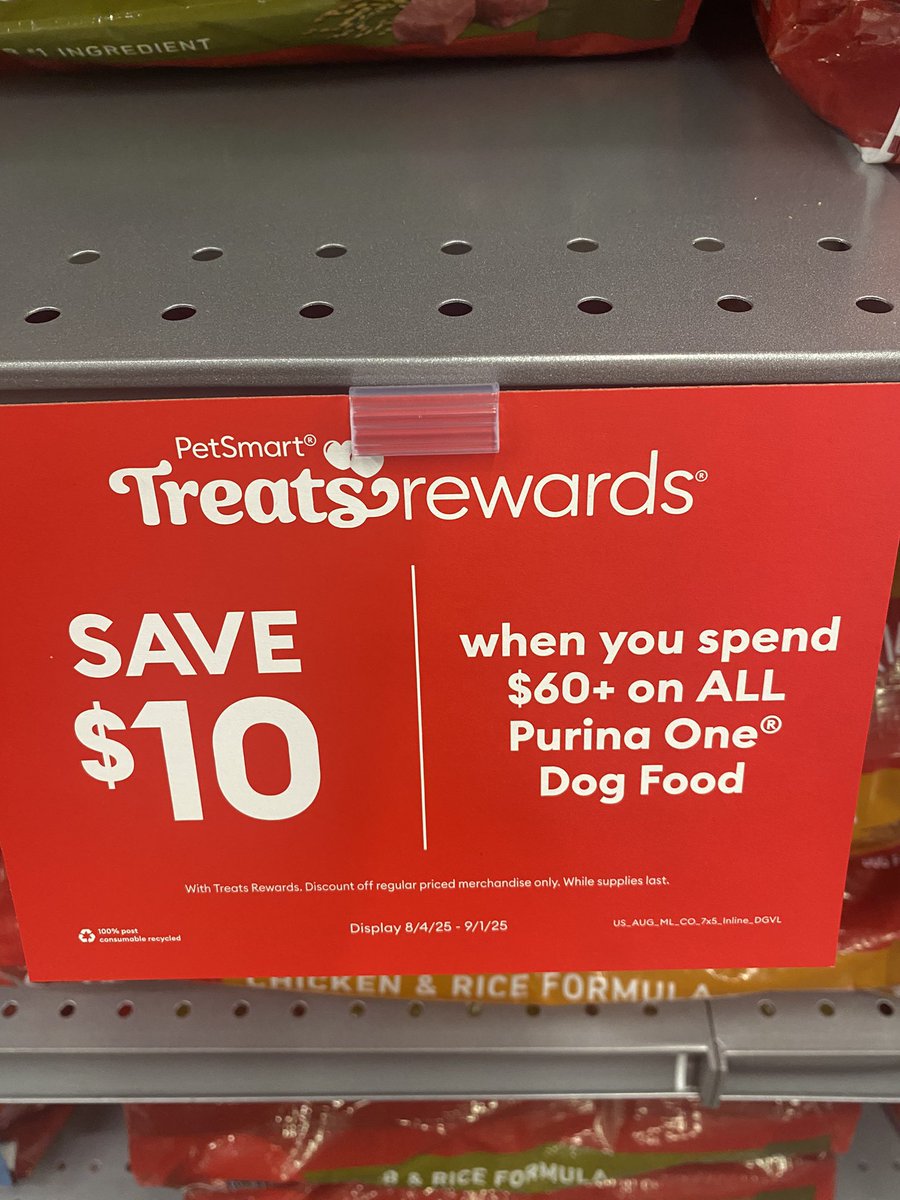 #1 INGREDIENT
PetSmart®
Treats rewards®
SAVE
$10
when you spend
$60+ on ALL
Purina One®
Dog Food
With Treats Rewards. Discount off regular priced merchandise only. While supplies last.
100% post
consumable recycled
Display 8/4/25 - 9/1/25
US_AUG_ML_CO_7x5_Inline_DGVL
CHICKEN & RICE FORMULA
& RICE FORMULA